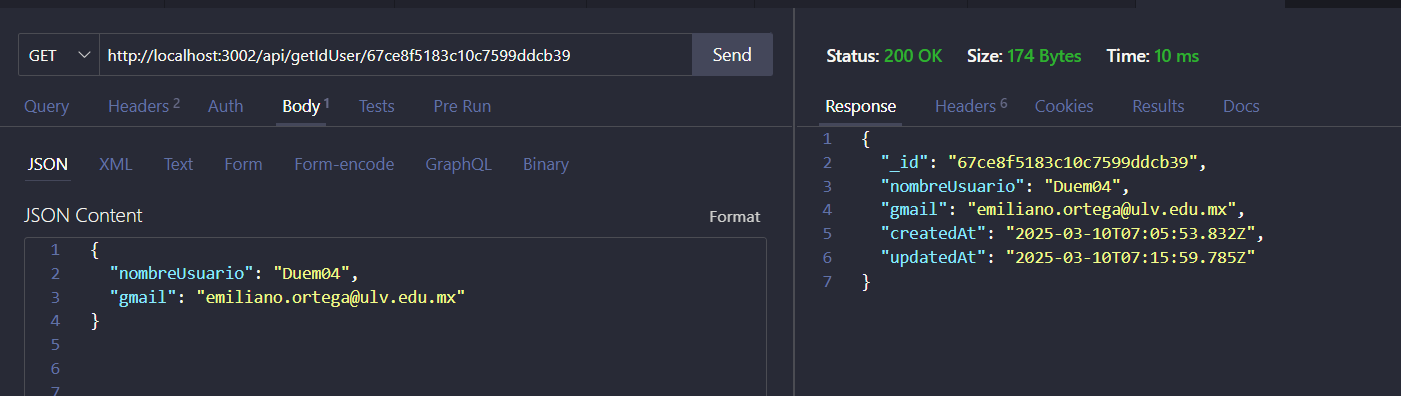 GET http://localhost:3002/api/getIdUser/67ce8f5183c10c7599ddcb39 Send
Query Headers 2 Auth Body 1 Tests Pre Run
JSON XML Text Form Form-encode GraphQL Binary
JSON Content Format
1 {
2 "nombreUsuario": "Duem04",
3 "gmail": "emiliano.ortega@ulv.edu.mx"
4 }
5
6
7
Status: 200 OK Size: 174 Bytes Time: 10 ms
Response Headers 6 Cookies Results Docs
1 {
2 "_id": "67ce8f5183c10c7599ddcb39",
3 "nombreUsuario": "Duem04",
4 "gmail": "emiliano.ortega@ulv.edu.mx",
5 "createdAt": "2025-03-10T07:05:53.832Z",
6 "updatedAt": "2025-03-10T07:15:59.785Z"
7 }